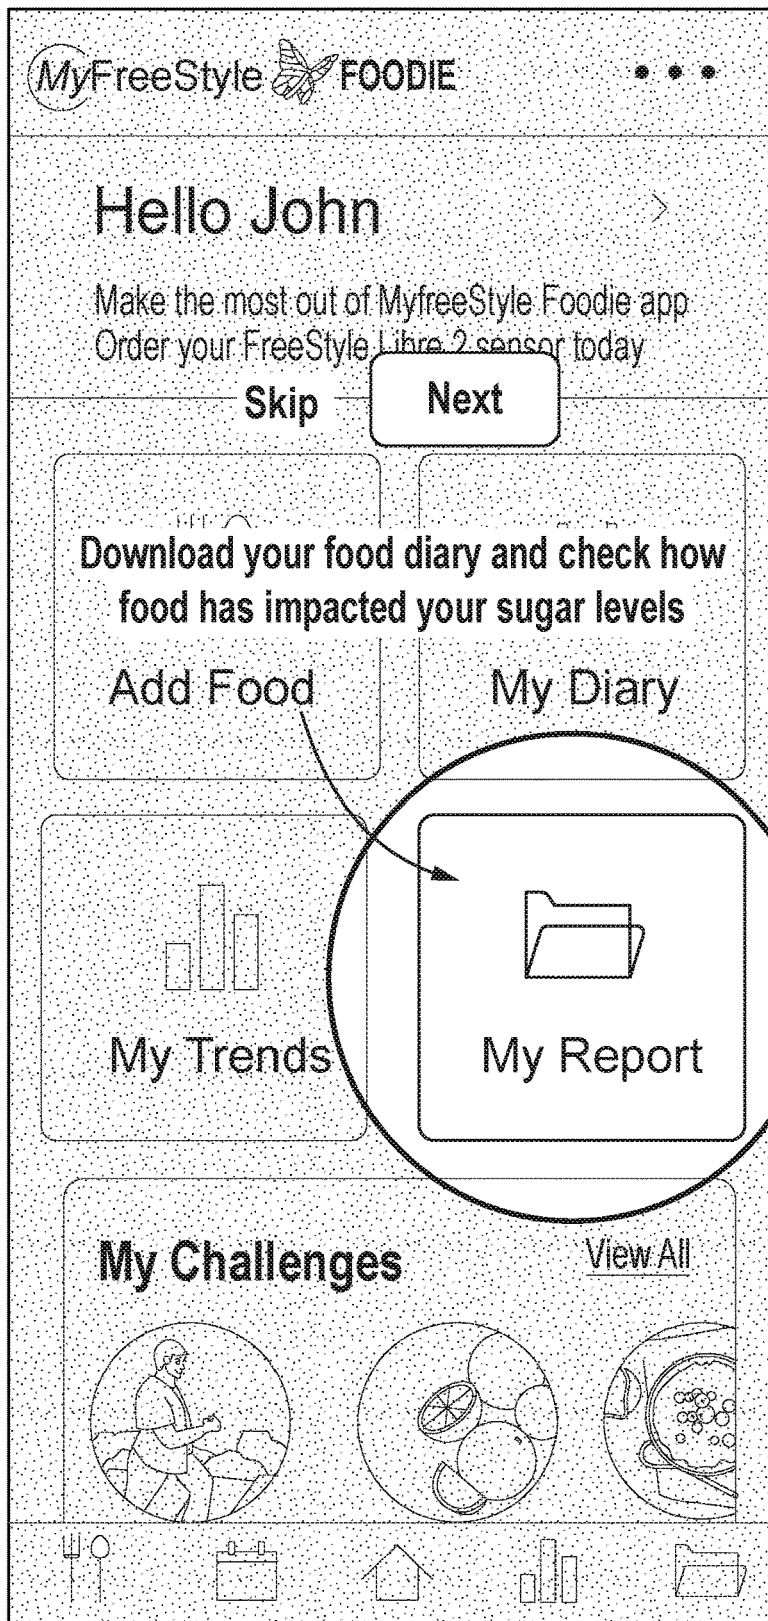 MyFreeStyle FOODIE
Hello John
Make the most out of MyfreeStyle Foodie app
Order your FreeStyle Libre 2 sensor today
Skip Next
Download your food diary and check how
food has impacted your sugar levels
Add Food My Diary
My Trends My Report
My Challenges View All